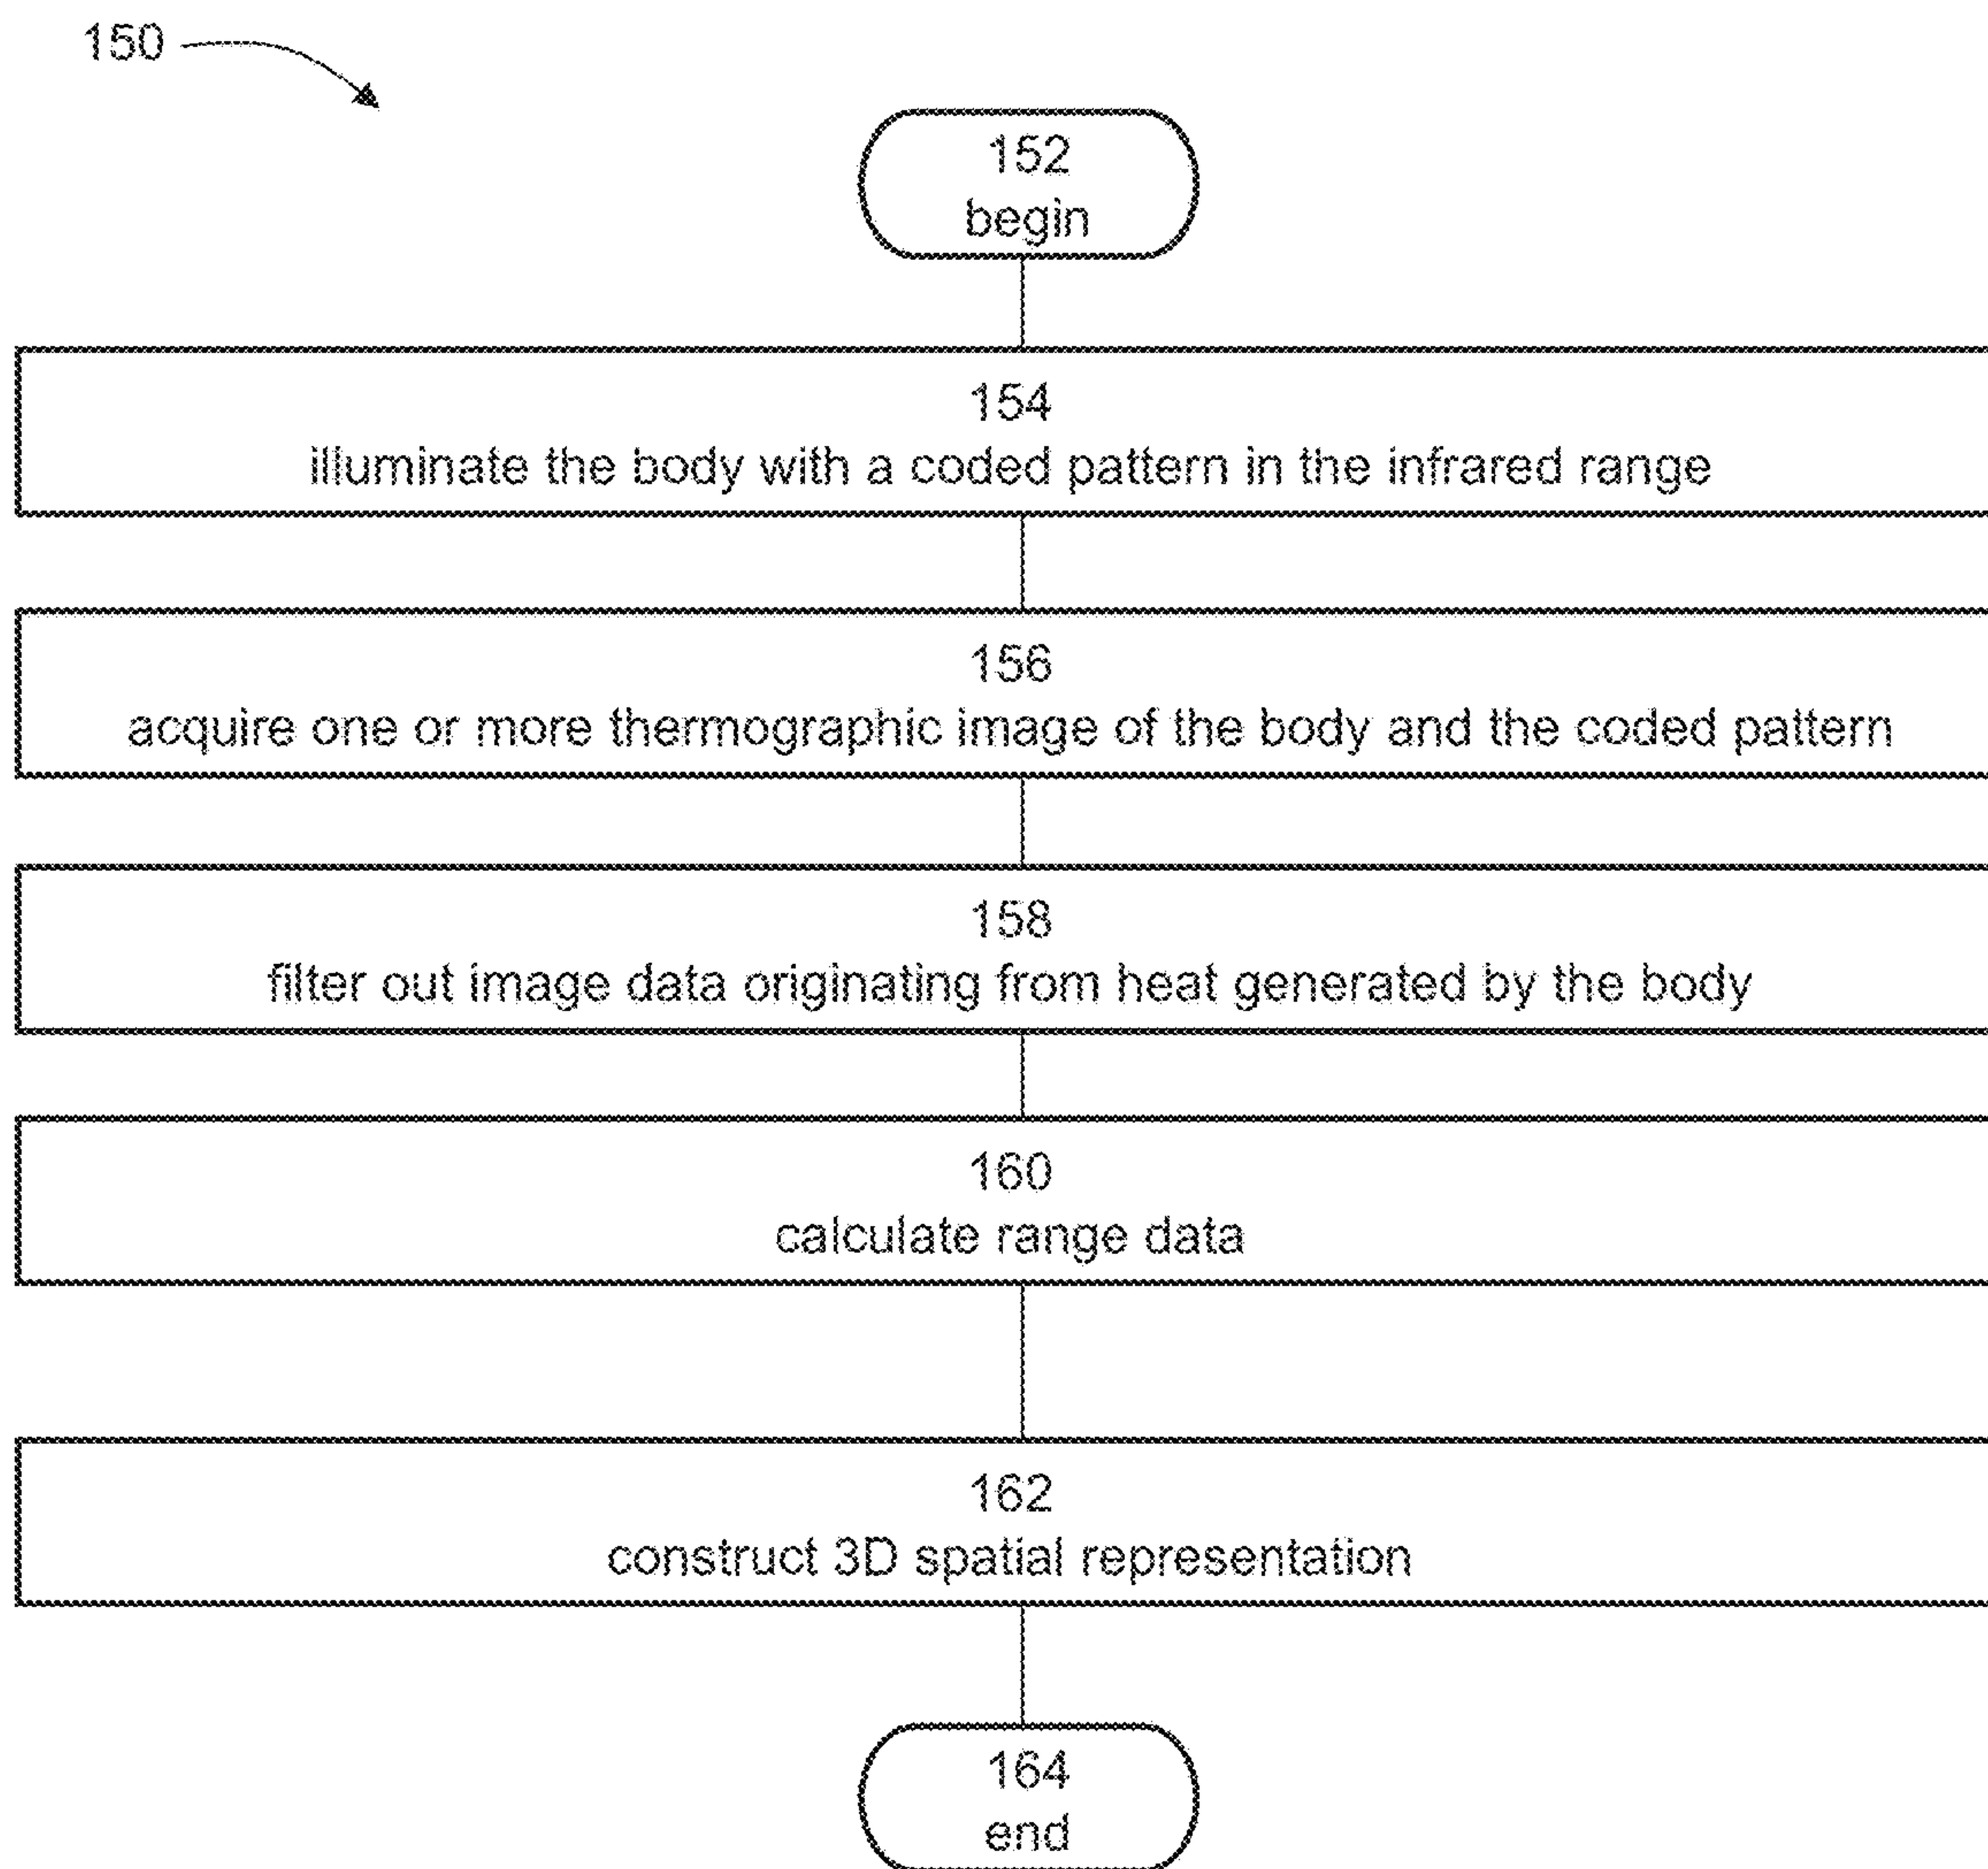 150
152
begin
154
illuminate the body with a coded pattern in the infrared range
156
acquire one or more thermographic image of the body and the coded pattern
158
filter out image data originating from heat generated by the body
160
calculate range data
162
construct 3D spatial representation
164
end